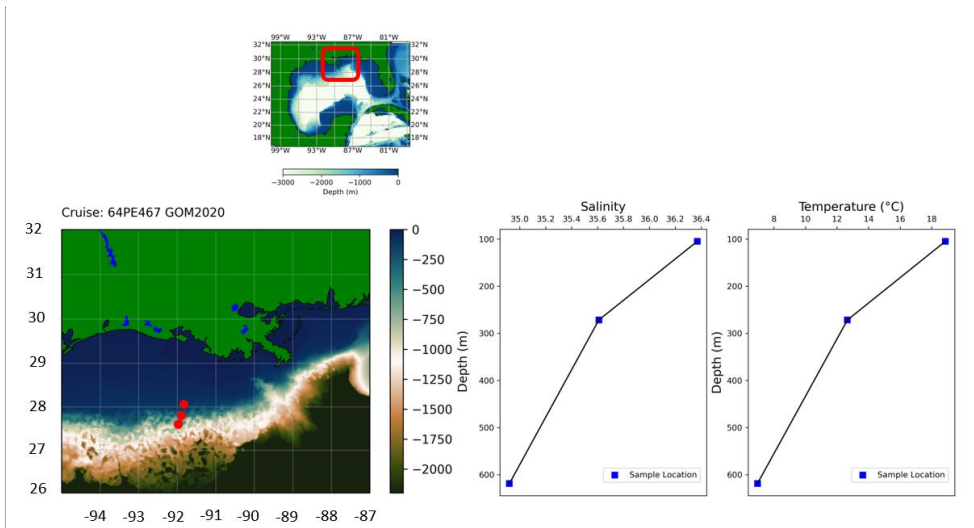 99°W 93°W 87°W 81°W
32°N 32°N
30°N 30°N
28°N 28°N
26°N 26°N
24°N 24°N
22°N 22°N
20°N 20°N
18°N 18°N
99°W 93°W 87°W 81°W
−3000 −2000 −1000 0
Depth (m)
Cruise: 64PE467 GOM2020
32
31
30
29
28
27
26
-94 -93 -92 -91 -90 -89 -88 -87
0
−250
−500
−750
−1000
−1250
−1500
−1750
−2000
Salinity
35.0 35.2 35.4 35.6 35.8 36.0 36.2 36.4
100
200
300
400
500
600
Depth (m)
Sample Location
Temperature (°C)
8 10 12 14 16 18
100
200
300
400
500
600
Depth (m)
Sample Location